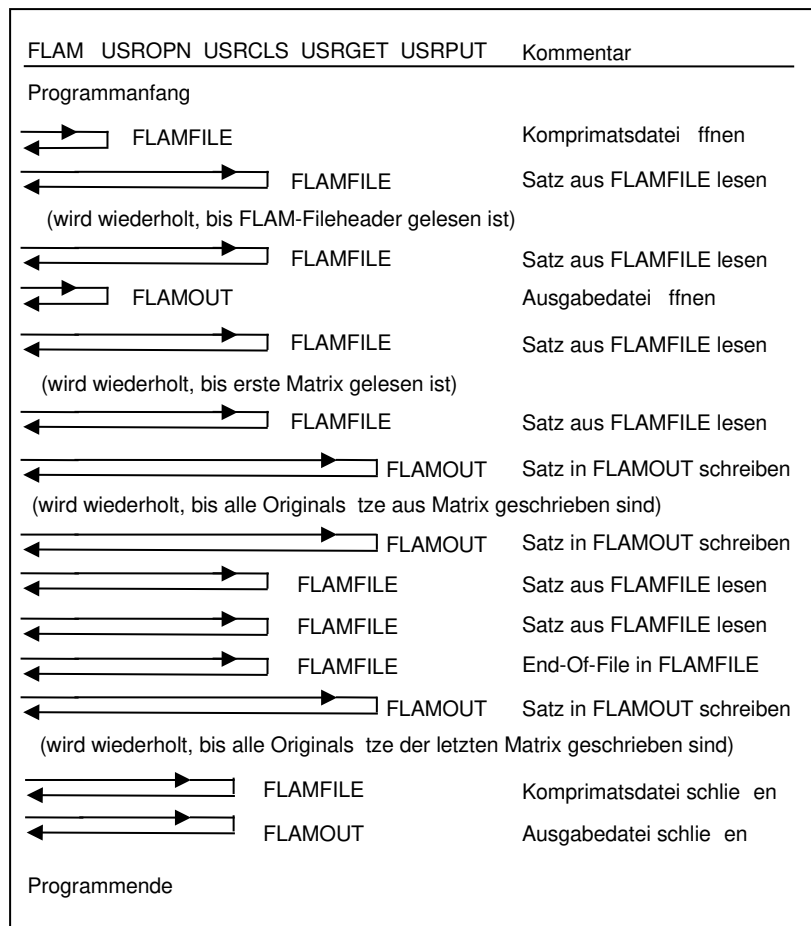 FLAM USROPN USRCLS USRGET USRPUT Kommentar
Programmanfang
FLAMFILE Komprimatsdatei ffnen
FLAMFILE Satz aus FLAMFILE lesen
(wird wiederholt, bis FLAM-Fileheader gelesen ist)
FLAMFILE Satz aus FLAMFILE lesen
FLAMOUT Ausgabedatei ffnen
FLAMFILE Satz aus FLAMFILE lesen
(wird wiederholt, bis erste Matrix gelesen ist)
FLAMFILE Satz aus FLAMFILE lesen
FLAMOUT Satz in FLAMOUT schreiben
(wird wiederholt, bis alle Originals tze aus Matrix geschrieben sind)
FLAMOUT Satz in FLAMOUT schreiben
FLAMFILE Satz aus FLAMFILE lesen
FLAMFILE Satz aus FLAMFILE lesen
FLAMFILE End-Of-File in FLAMFILE
FLAMOUT Satz in FLAMOUT schreiben
(wird wiederholt, bis alle Originals tze der letzten Matrix geschrieben sind)
FLAMFILE Komprimatsdatei schlie en
FLAMOUT Ausgabedatei schlie en
Programmende